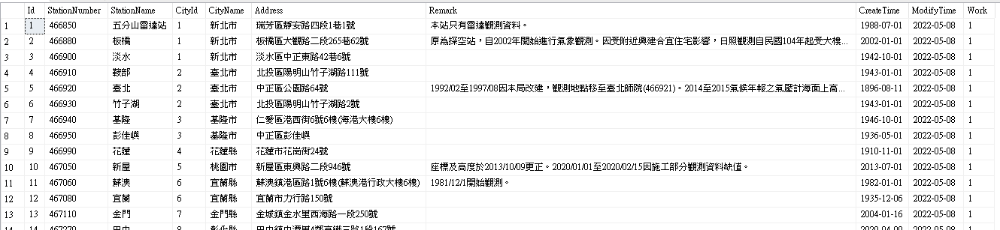 Id StationNumber StationName CityId CityName Address Remark CreateTime ModifyTime Work
1 1 466850 五分山雷達站 1 新北市 瑞芳區靜安路四段1巷1號 本站只有雷達觀測資料。 1988-07-01 2022-05-08 1
2 2 466880 板橋 1 新北市 板橋區大觀路二段265巷62號 原為探空站，自2002年開始進行氣象觀測。因受附近興建合宜住宅影響，日照觀測自民國104年起受大樓... 2002-01-01 2022-05-08 1
3 3 466900 淡水 1 新北市 淡水區中正東路42巷6號 1942-10-01 2022-05-08 1
4 4 466910 鞍部 2 臺北市 北投區陽明山竹子湖路111號 1943-01-01 2022-05-08 1
5 5 466920 臺北 2 臺北市 中正區公園路64號 1992/02至1997/08因本局改建，觀測地點移至臺北師院(466921)。2014至2015氣候年報之氣壓計海面上高... 1896-08-11 2022-05-08 1
6 6 466930 竹子湖 2 臺北市 北投區陽明山竹子湖路2號 1943-01-01 2022-05-08 1
7 7 466940 基隆 3 基隆市 仁愛區港西街6號6樓(海港大樓6樓) 1946-10-01 2022-05-08 1
8 8 466950 彭佳嶼 3 基隆市 中正區彭佳嶼 1936-05-01 2022-05-08 1
9 9 466990 花蓮 4 花蓮縣 花蓮市花崗街24號 1910-11-01 2022-05-08 1
10 10 467050 新屋 5 桃園市 新屋區東興路二段946號 座標及高度於2013/10/09更正。2020/01/01至2020/02/15因施工部分觀測資料缺值。 2013-07-01 2022-05-08 1
11 11 467060 蘇澳 6 宜蘭縣 蘇澳鎮港區路1號6樓(蘇澳港行政大樓6樓) 1981/12/1開始觀測。 1982-01-01 2022-05-08 1
12 12 467080 宜蘭 6 宜蘭縣 宜蘭市力行路150號 1935-12-06 2022-05-08 1
13 13 467110 金門 7 金門縣 金城鎮金水里西海路一段250號 2004-01-16 2022-05-08 1
14 14 467270 田中 8 彰化縣